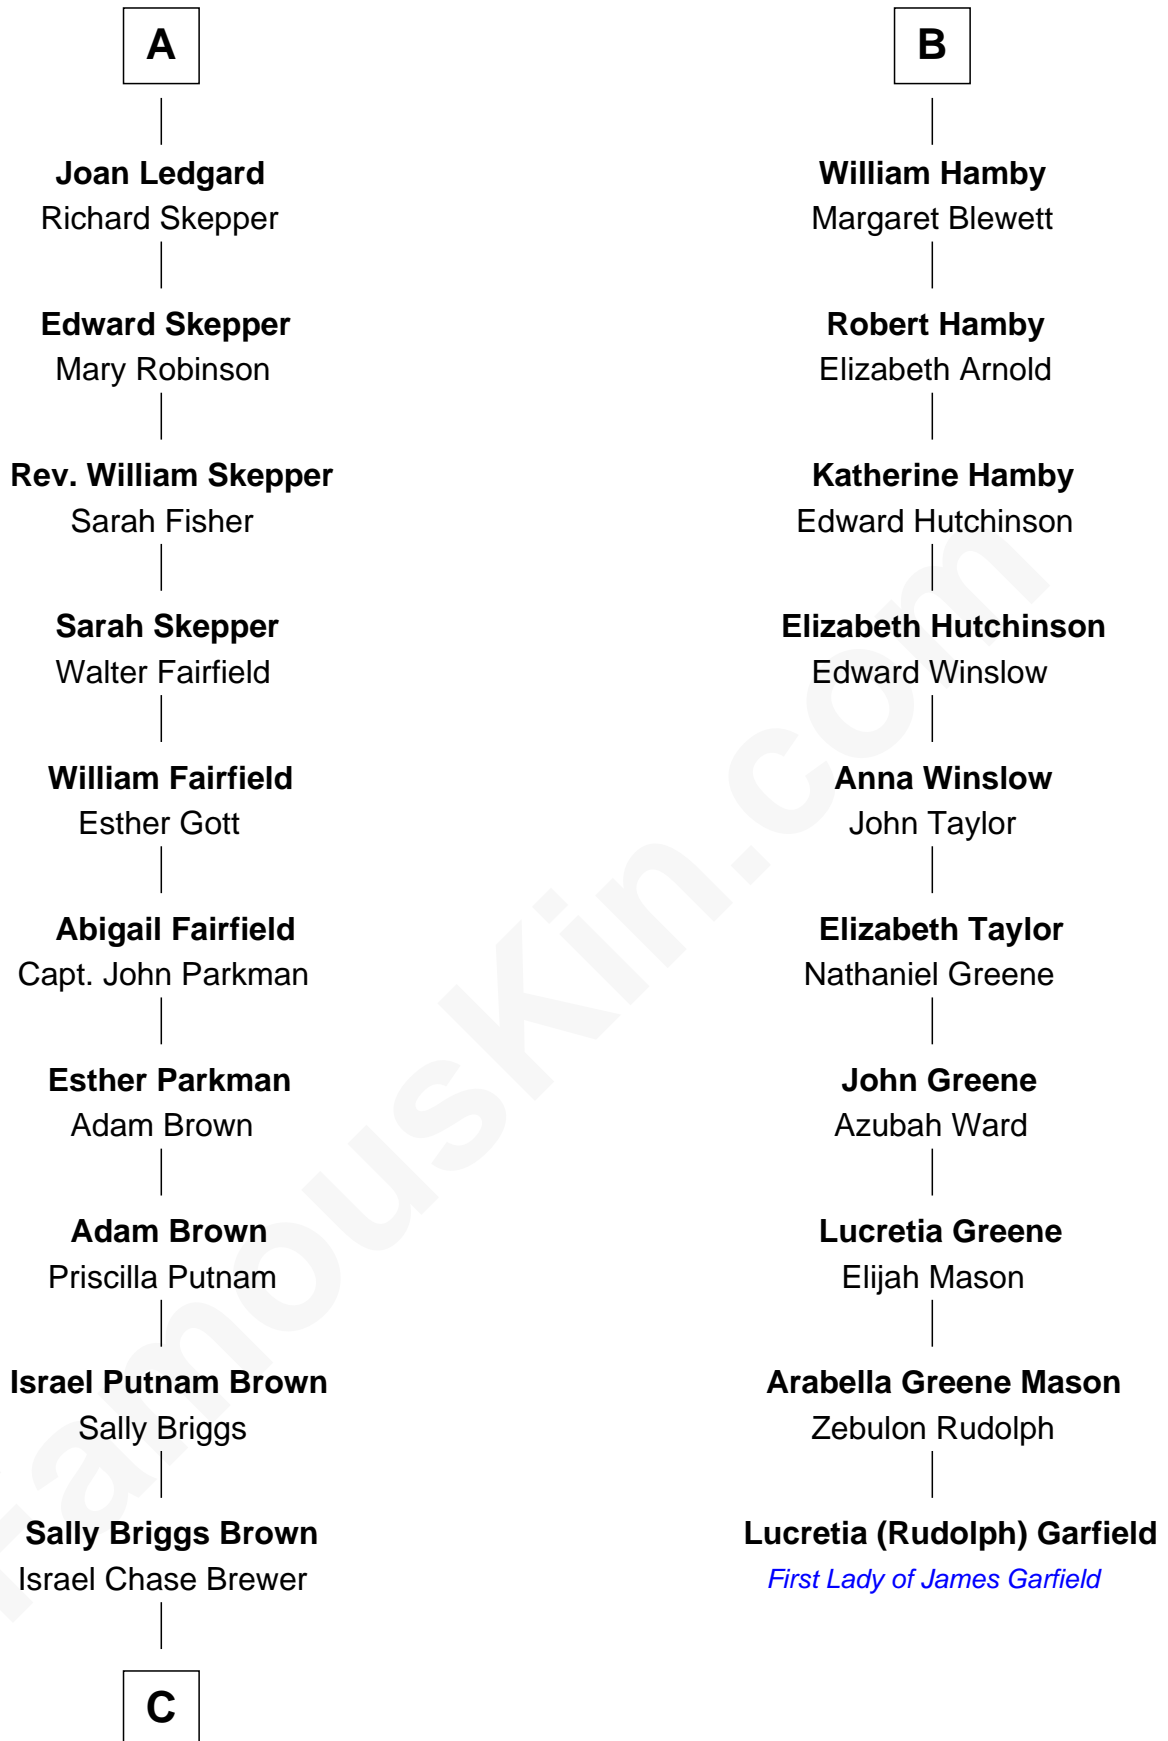 A
Joan Ledgard
Richard Skepper
Edward Skepper
Mary Robinson
Rev. William Skepper
Sarah Fisher
Sarah Skepper
Walter Fairfield
William Fairfield
Esther Gott
Abigail Fairfield
Capt. John Parkman
Esther Parkman
Adam Brown
Adam Brown
Priscilla Putnam
Israel Putnam Brown
Sally Briggs
Sally Briggs Brown
Israel Chase Brewer
C
B
William Hamby
Margaret Blewett
Robert Hamby
Elizabeth Arnold
Katherine Hamby
Edward Hutchinson
Elizabeth Hutchinson
Edward Winslow
Anna Winslow
John Taylor
Elizabeth Taylor
Nathaniel Greene
John Greene
Azubah Ward
Lucretia Greene
Elijah Mason
Arabella Greene Mason
Zebulon Rudolph
Lucretia (Rudolph) Garfield
First Lady of James Garfield
FamousKin.com